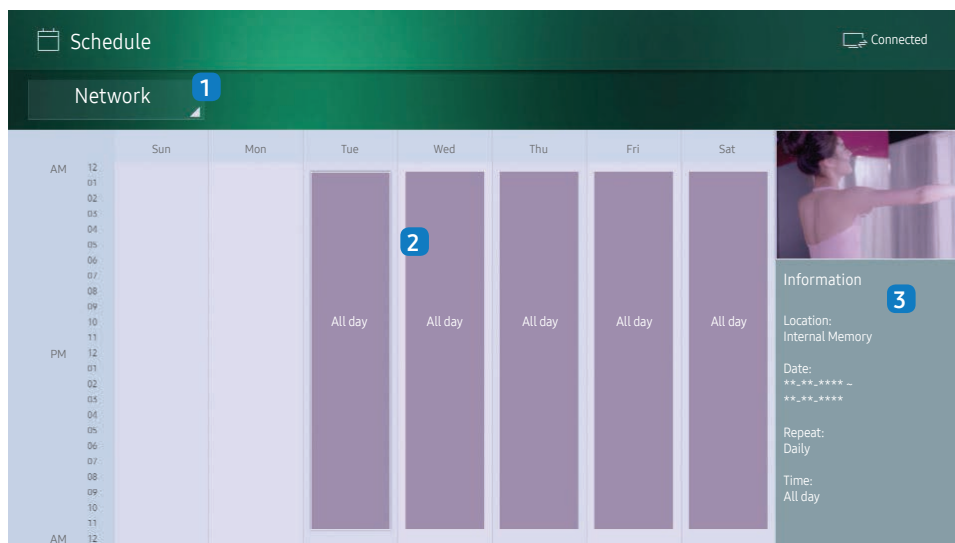 Schedule
Connected
Network
1
Sun Mon Tue Wed Thu Fri Sat
AM 12
01
02
03
04
05
2
06
07
08
Information
09
3
10 All day All day All day All day All day
Location:
11
Internal Memory
PM 12
01
Date:
02
**-**-**** ~
03
**-**-****
04
05
Repeat:
06
Daily
07
08
Time:
09
All day
10
11
AM 12